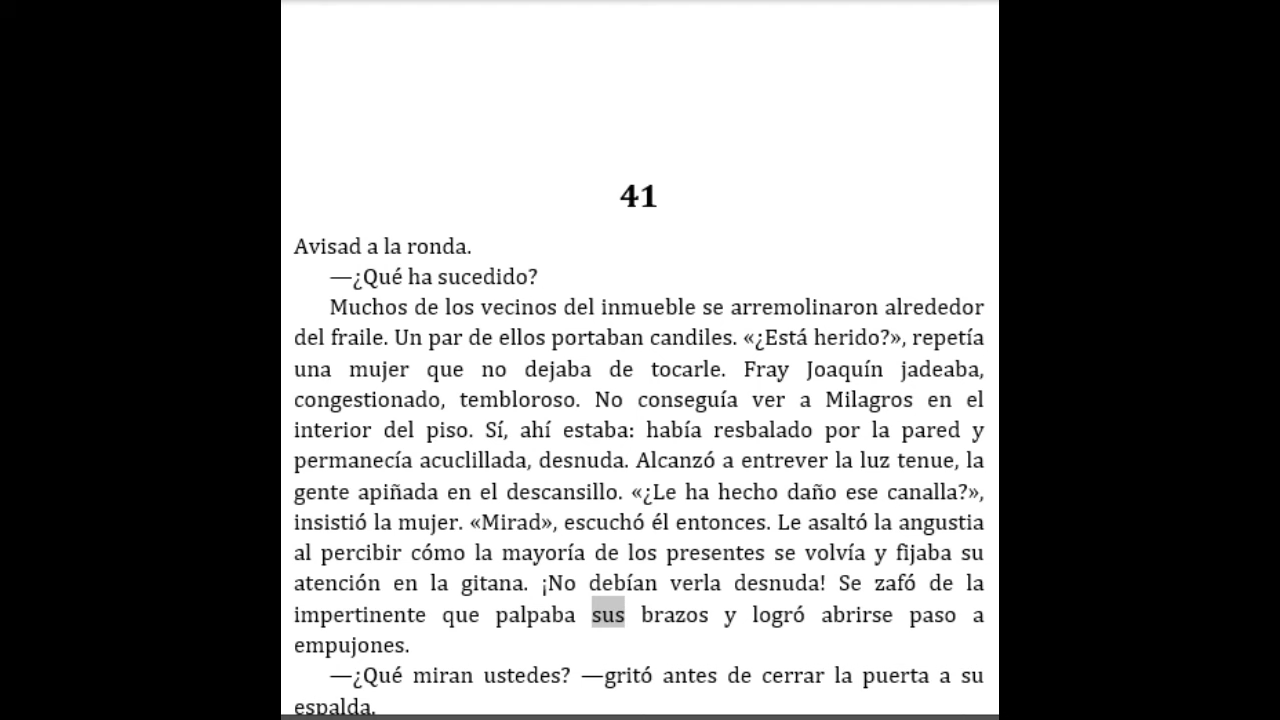 41
Avisad a la ronda.
—¿Qué ha sucedido?
Muchos de los vecinos del inmueble se arremolinaron alrededor
del fraile. Un par de ellos portaban candiles. «¿Está herido?», repetía
una mujer que no dejaba de tocarle. Fray Joaquín jadeaba,
congestionado, tembloroso. No conseguía ver a Milagros en el
interior del piso. Sí, ahí estaba: había resbalado por la pared y
permanecía acuclillada, desnuda. Alcanzó a entrever la luz tenue, la
gente apiñada en el descansillo. «¿Le ha hecho daño ese canalla?»,
insistió la mujer. «Mirad», escuchó él entonces. Le asaltó la angustia
al percibir cómo la mayoría de los presentes se volvía y fijaba su
atención en la gitana. ¡No debían verla desnuda! Se zafó de la
impertinente que palpaba sus brazos y logró abrirse paso a
empujones.
—¿Qué miran ustedes? —gritó antes de cerrar la puerta a su
espalda.